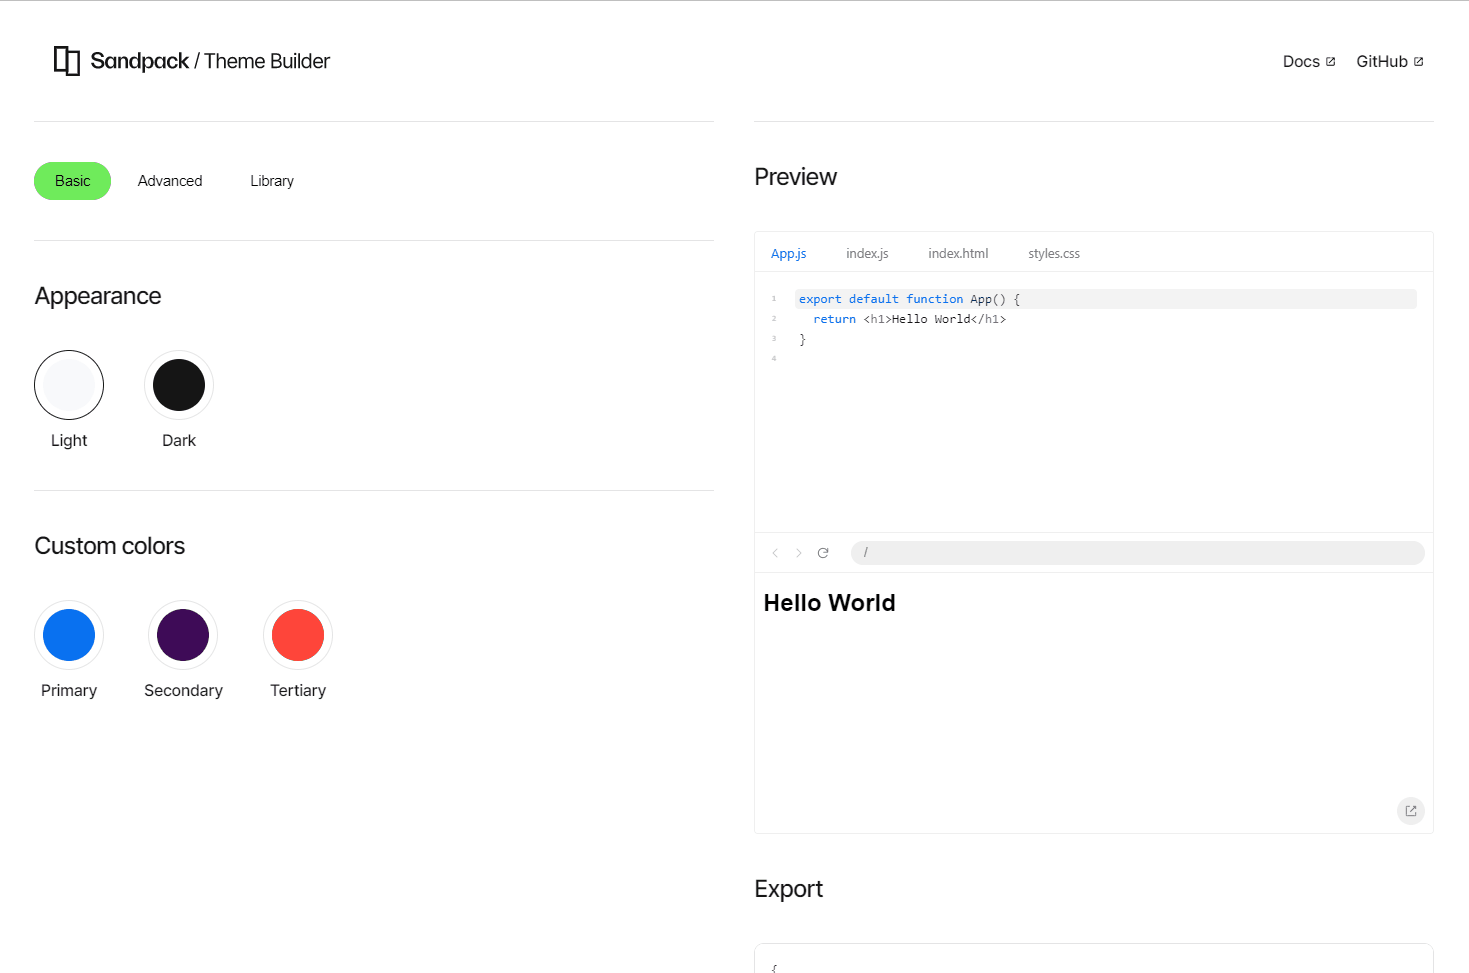 Sandpack / Theme Builder
Docs GitHub
Basic Advanced Library
Appearance
Light Dark
Custom colors
Primary Secondary Tertiary
Preview
App.js index.js index.html styles.css
1 export default function App() {
2 return <h1>Hello World</h1>
3 }
4
/
Hello World
Export
{